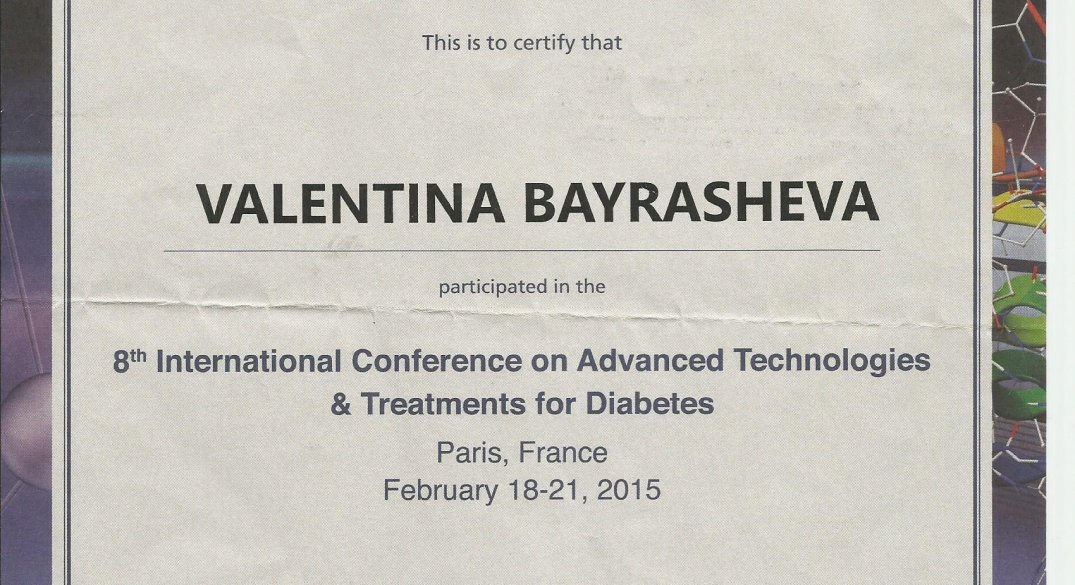 This is to certify that
VALENTINA BAYRASHEVA
participated in the
8th International Conference on Advanced Technologies
& Treatments for Diabetes
Paris, France
February 18-21, 2015